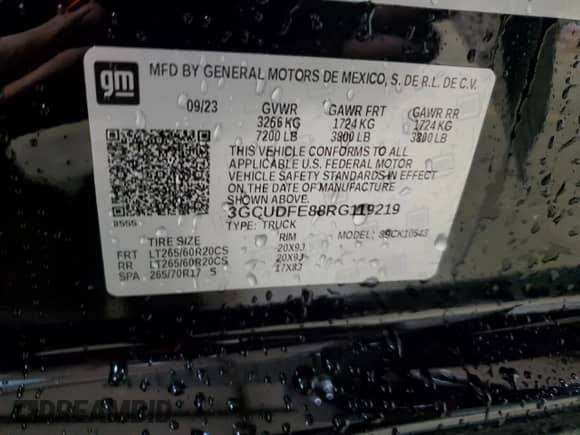 gm
MFD BY GENERAL MOTORS DE MEXICO, S. DE R.L. DE C.V.
09/23 GVWR GAWR FRT GAWR RR
3266 KG 1724 KG 1724 KG
7200 LB 3800 LB 3800 LB
THIS VEHICLE CONFORMS TO ALL
APPLICABLE U.S. FEDERAL MOTOR
VEHICLE SAFETY STANDARDS IN EFFECT
ON THE DATE OF MANUFACTURE
SHOWN ABOVE.
3GCUDFE88RG119219
TYPE: TRUCK MODEL:
TIRE SIZE RIM
FRT LT265/60R20CS 20X9J
RR LT265/60R20CS 20X9J
SPA 265/70R17 S 17X8J
DREAMBID